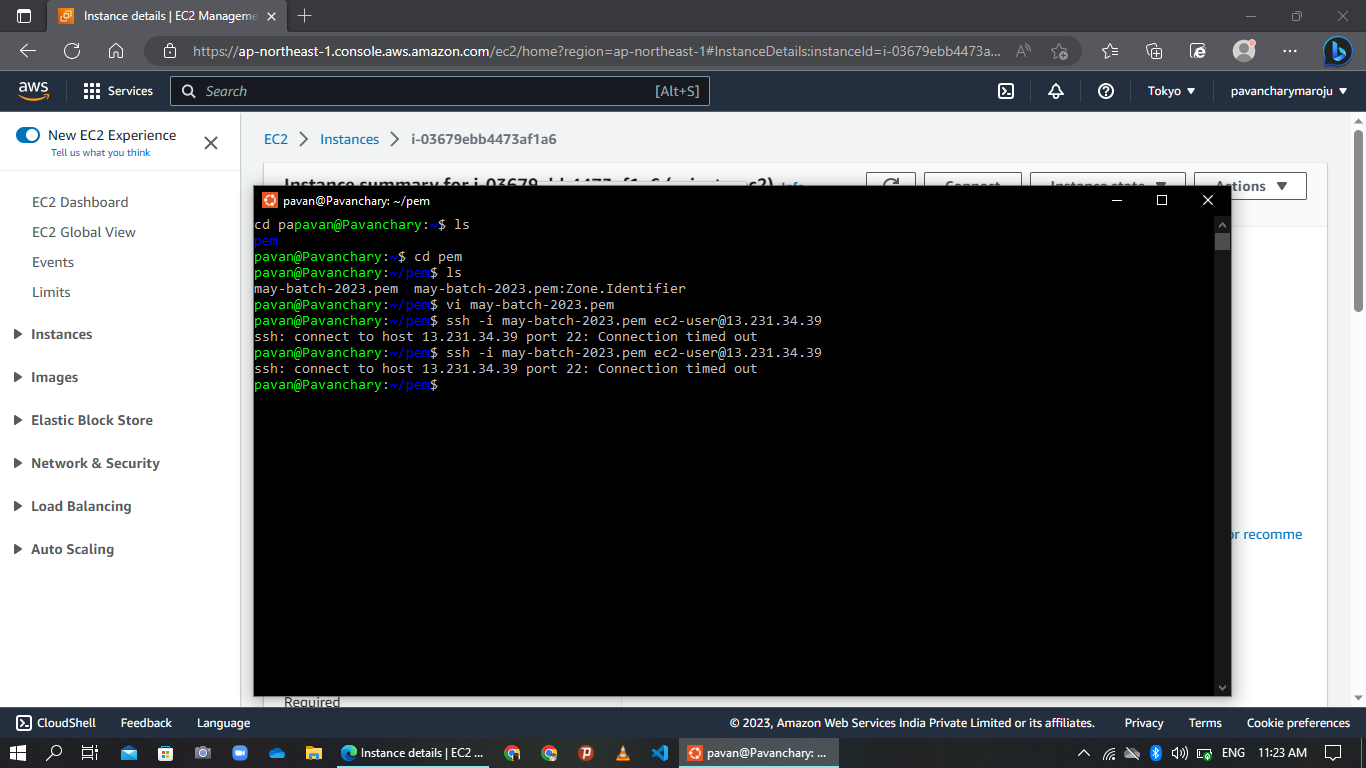 Instance details | EC2 Manageme
https://ap-northeast-1.console.aws.amazon.com/ec2/home?region=ap-northeast-1#InstanceDetails:instanceId=i-03679ebb4473a...
aws
Services
Search
[Alt+S]
Tokyo
pavancharymaroju
New EC2 Experience
Tell us what you think
EC2 Dashboard
EC2 Global View
Events
Limits
Instances
Images
Elastic Block Store
Network & Security
Load Balancing
Auto Scaling
EC2
Instances
i-03679ebb4473af1a6
Instance summary for i-03679ebb4473af1a6
Info
Connect
Instance state
Actions
pavan@Pavanchary: ~/pem
cd papavan@Pavanchary:~$ ls
pem
pavan@Pavanchary:~$ cd pem
pavan@Pavanchary:~/pem$ ls
may-batch-2023.pem  may-batch-2023.pem:Zone.Identifier
pavan@Pavanchary:~/pem$ vi may-batch-2023.pem
pavan@Pavanchary:~/pem$ ssh -i may-batch-2023.pem ec2-user@13.231.34.39
ssh: connect to host 13.231.34.39 port 22: Connection timed out
pavan@Pavanchary:~/pem$ ssh -i may-batch-2023.pem ec2-user@13.231.34.39
ssh: connect to host 13.231.34.39 port 22: Connection timed out
pavan@Pavanchary:~/pem$
or recomme
Required
CloudShell
Feedback
Language
© 2023, Amazon Web Services India Private Limited or its affiliates.
Privacy
Terms
Cookie preferences
Instance details | EC2 ...
pavan@Pavanchary: ...
ENG
11:23 AM